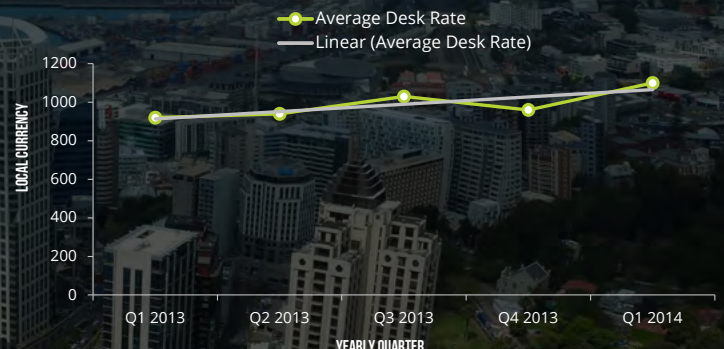 Average Desk Rate
Linear (Average Desk Rate)
1200
1000
800
600
400
200
0
LOCAL CURRENCY
Q1 2013 Q2 2013 Q3 2013 Q4 2013 Q1 2014
YEARLY QUARTER